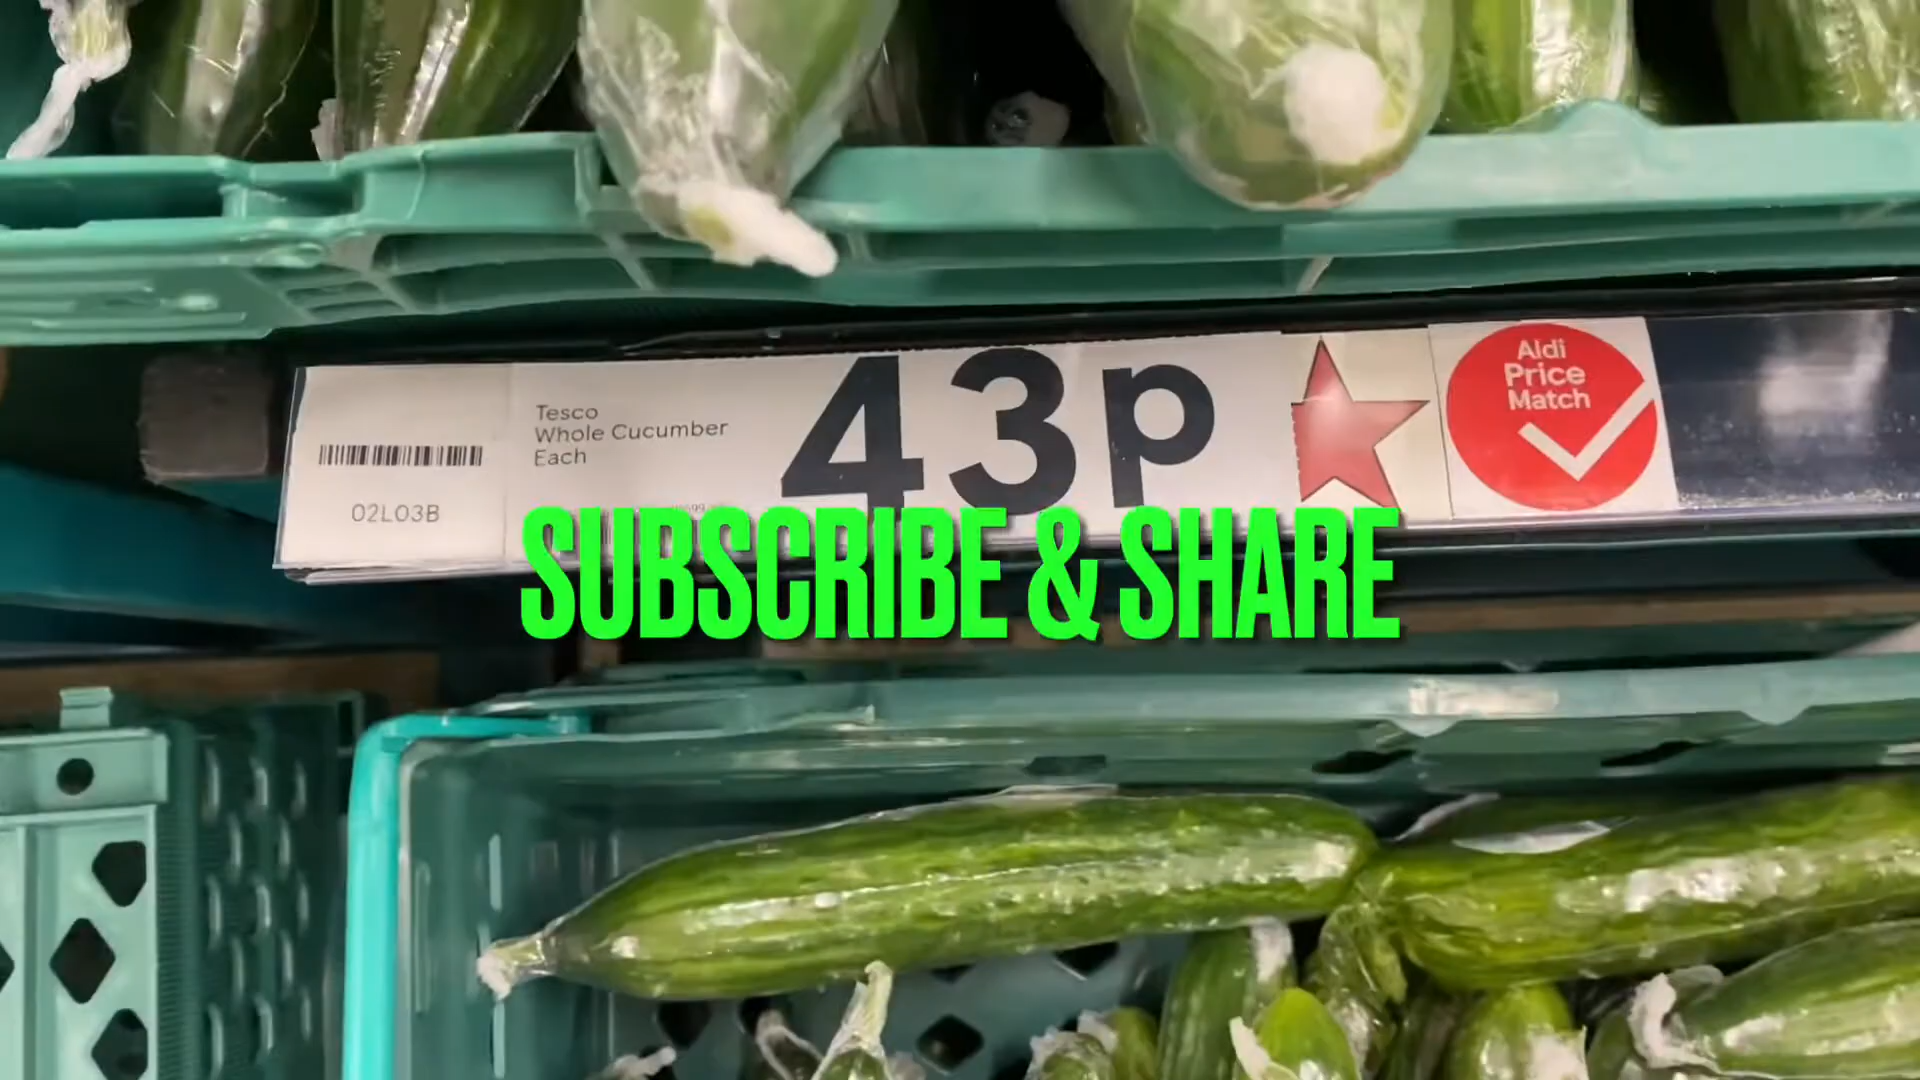 Tesco
Whole Cucumber
Each
43p
Aldi
Price
Match
02L03B
SUBSCRIBE & SHARE